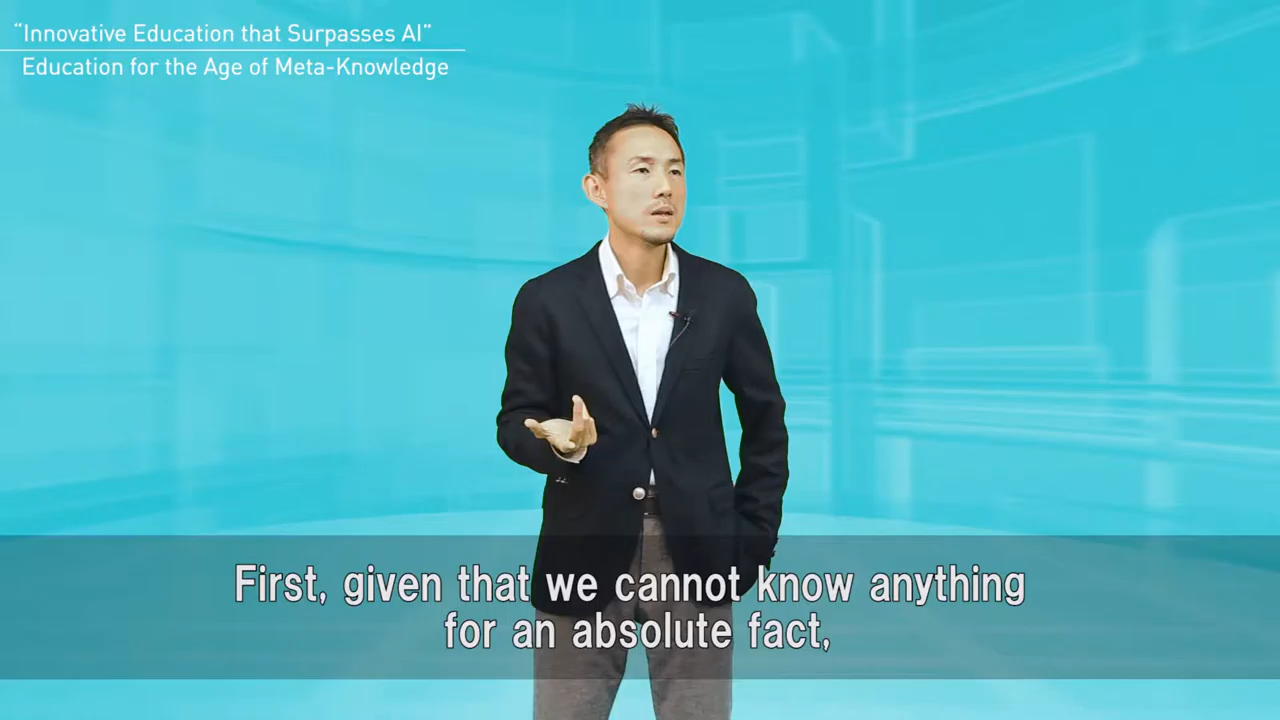 “Innovative Education that Surpasses AI”
Education for the Age of Meta-Knowledge
First, given that we cannot know anything
for an absolute fact,